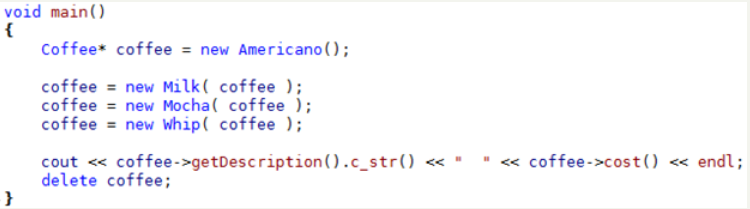 void main()
{
    Coffee* coffee = new Americano();

    coffee = new Milk( coffee );
    coffee = new Mocha( coffee );
    coffee = new Whip( coffee );

    cout << coffee->getDescription().c_str() << "  " << coffee->cost() << endl;
    delete coffee;
}